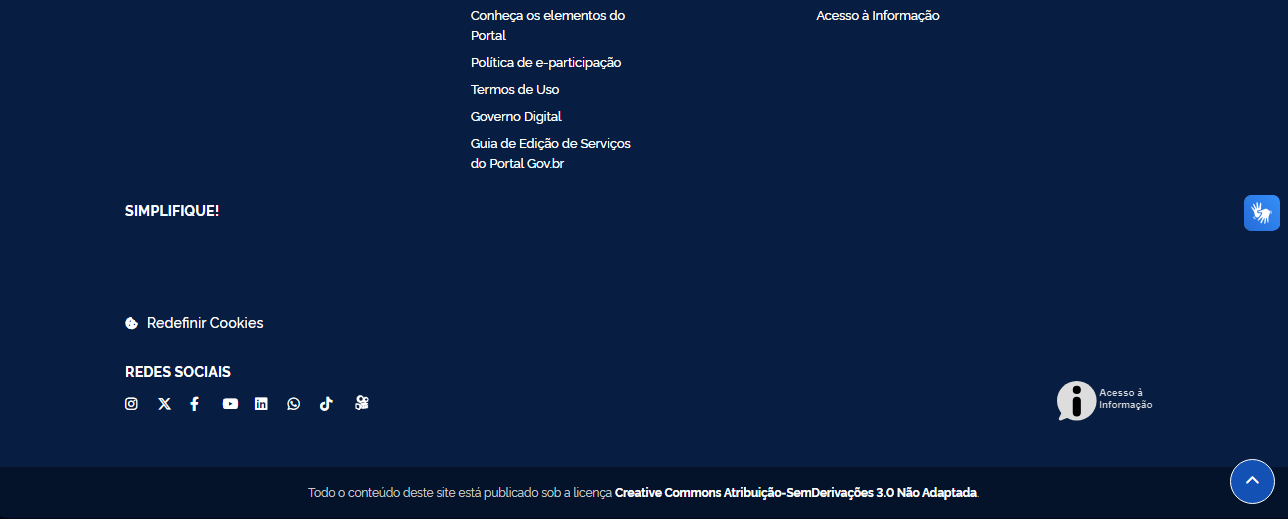 Conheça os elementos do
Portal
Política de e-participação
Termos de Uso
Governo Digital
Guia de Edição de Serviços
do Portal Gov.br
Acesso à Informação
SIMPLIFIQUE!
Redefinir Cookies
REDES SOCIAIS
Acesso à
Informação
Todo o conteúdo deste site está publicado sob a licença Creative Commons Atribuição-SemDerivações 3.0 Não Adaptada.